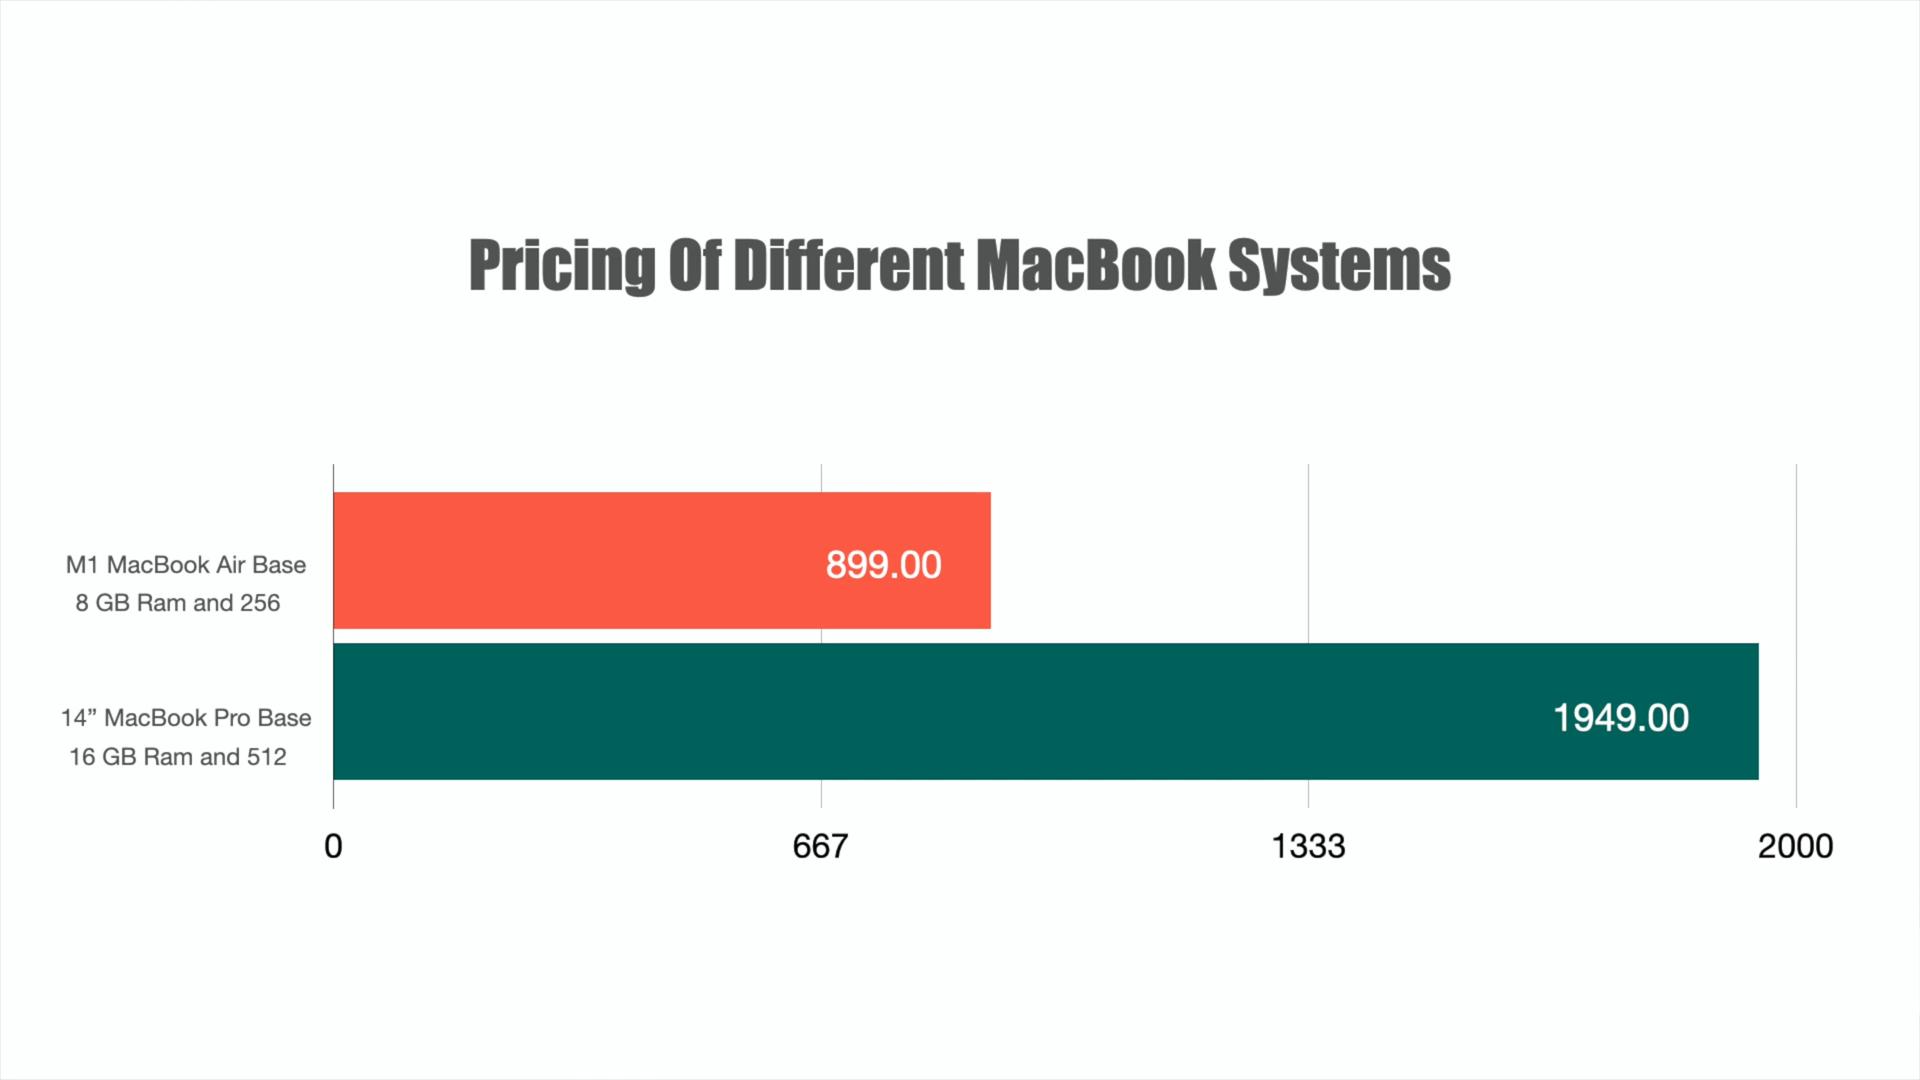 Pricing Of Different MacBook Systems
M1 MacBook Air Base
8 GB Ram and 256
899.00
14” MacBook Pro Base
16 GB Ram and 512
1949.00
0
667
1333
2000